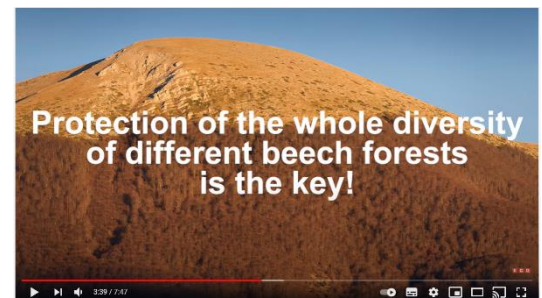 Protection of the whole diversity
of different beech forests
is the key!
3:39 / 7:47